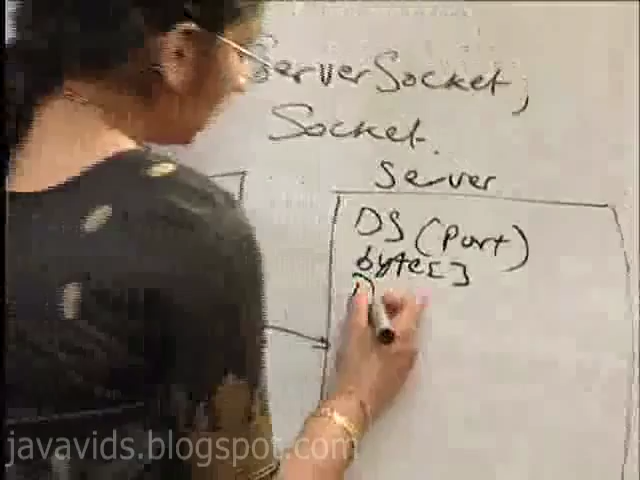 ServerSocket,
Socket.
Server
DS (Port)
byte[]
D
javavids.blogspot.com